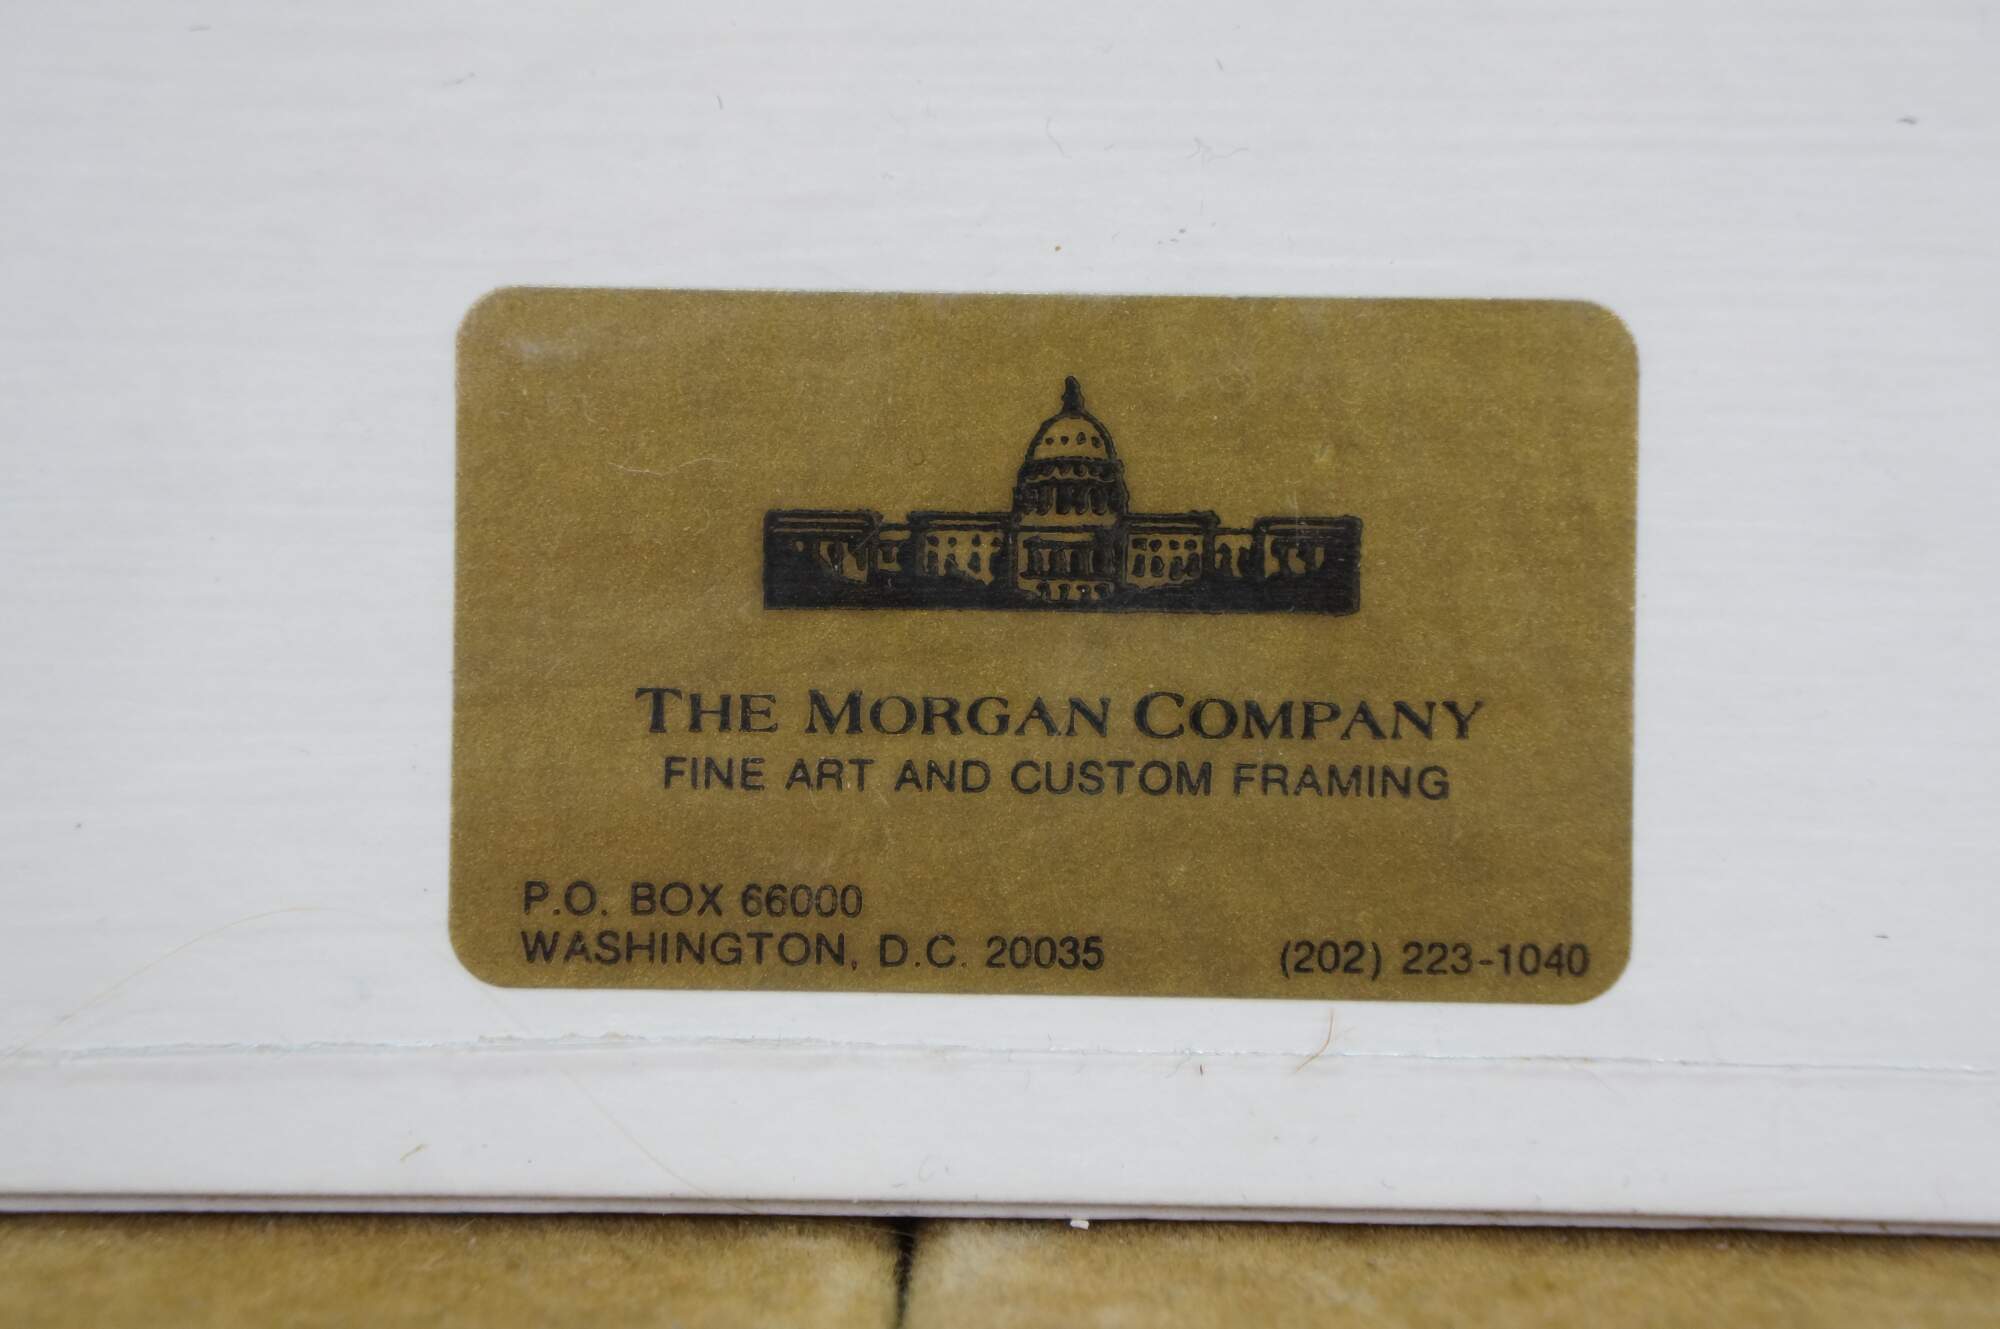 THE MORGAN COMPANY
FINE ART AND CUSTOM FRAMING
P.O. BOX 66000
WASHINGTON, D.C. 20035
(202) 223-1040